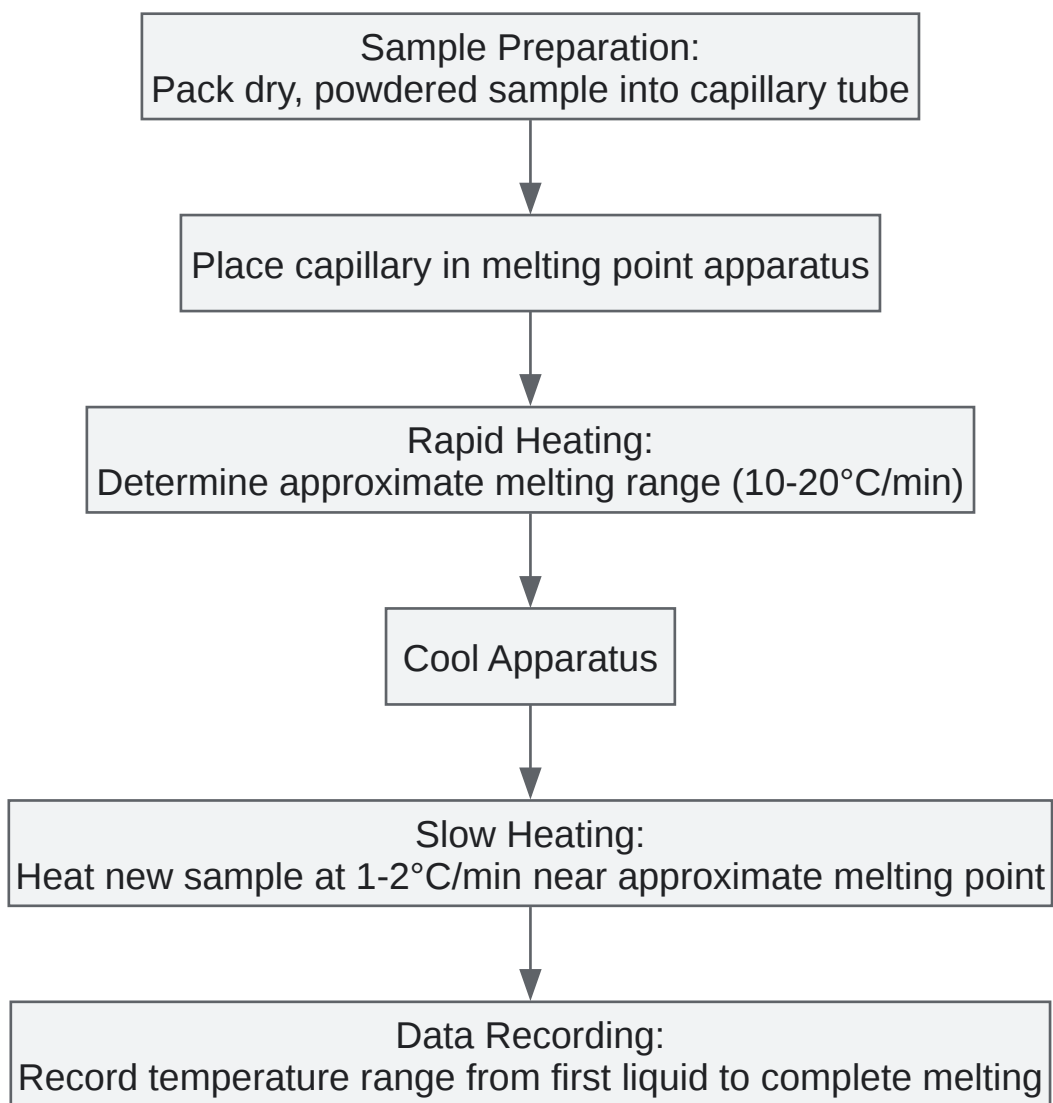 Sample Preparation:
Pack dry, powdered sample into capillary tube
Place capillary in melting point apparatus
Rapid Heating:
Determine approximate melting range (10-20°C/min)
Cool Apparatus
Slow Heating:
Heat new sample at 1-2°C/min near approximate melting point
Data Recording:
Record temperature range from first liquid to complete melting